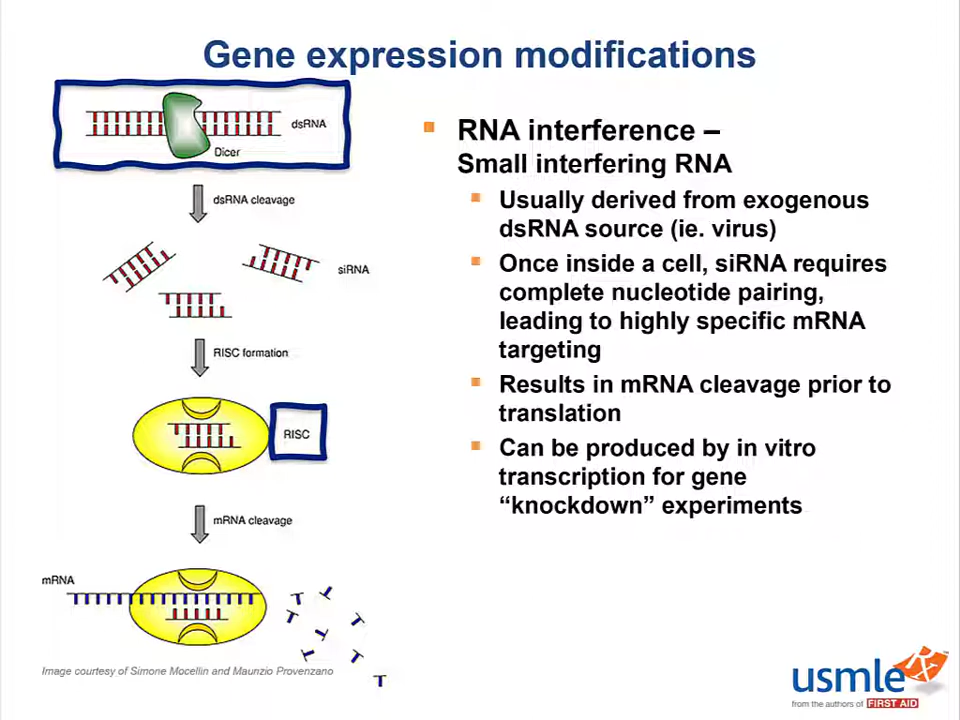 Gene expression modifications
dsRNA
Dicer
dsRNA cleavage
siRNA
RISC formation
RISC
mRNA cleavage
mRNA
Image courtesy of Simone Mocellin and Maurizio Provenzano
RNA interference –
Small interfering RNA
Usually derived from exogenous
dsRNA source (ie. virus)
Once inside a cell, siRNA requires
complete nucleotide pairing,
leading to highly specific mRNA
targeting
Results in mRNA cleavage prior to
translation
Can be produced by in vitro
transcription for gene
“knockdown” experiments
usmle Rx
from the authors of FIRST AID